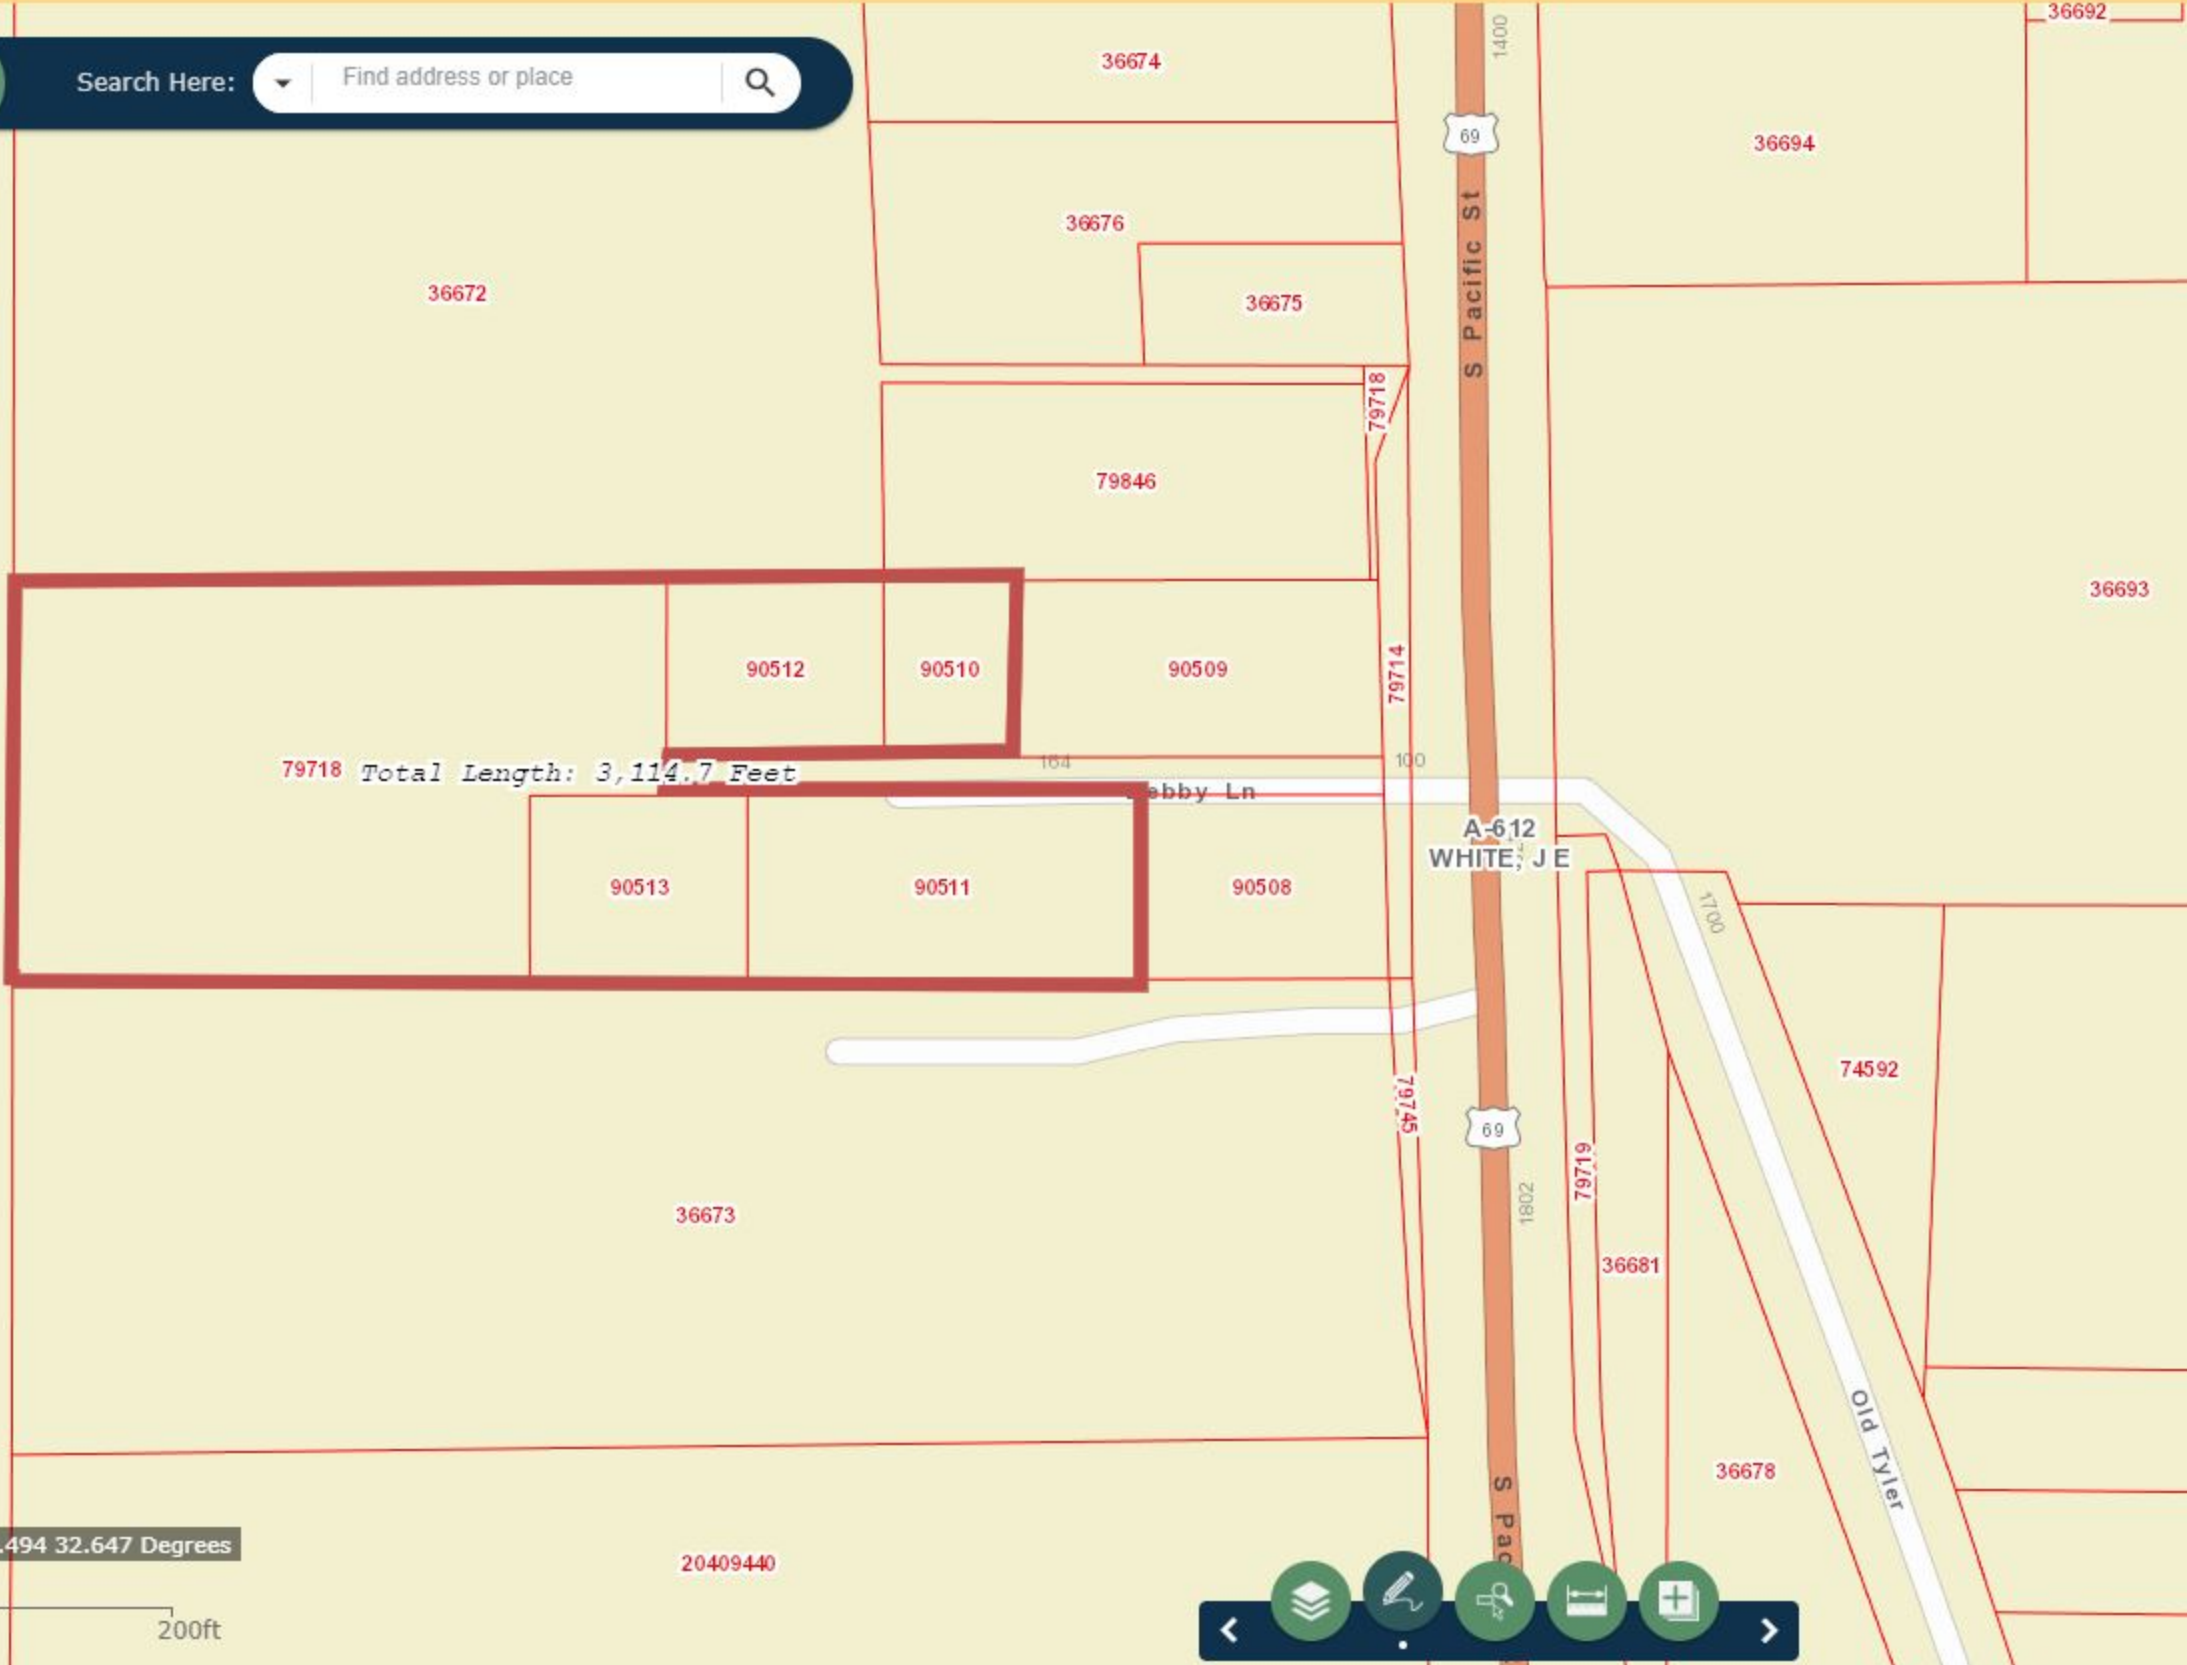 36692
1400
Search Here:
Find address or place
36674
69
36694
36676
S Pacific St
36672
36675
79718
79846
36693
90512
90510
90509
79714
164
100
79718
Total Length: 3,114.7 Feet
ebby Ln
A-612
WHITE, J E
90513
90511
90508
1700
74592
79745
69
79719
1802
36673
36681
Old Tyler
36678
S Pac
.494 32.647 Degrees
20409440
200ft